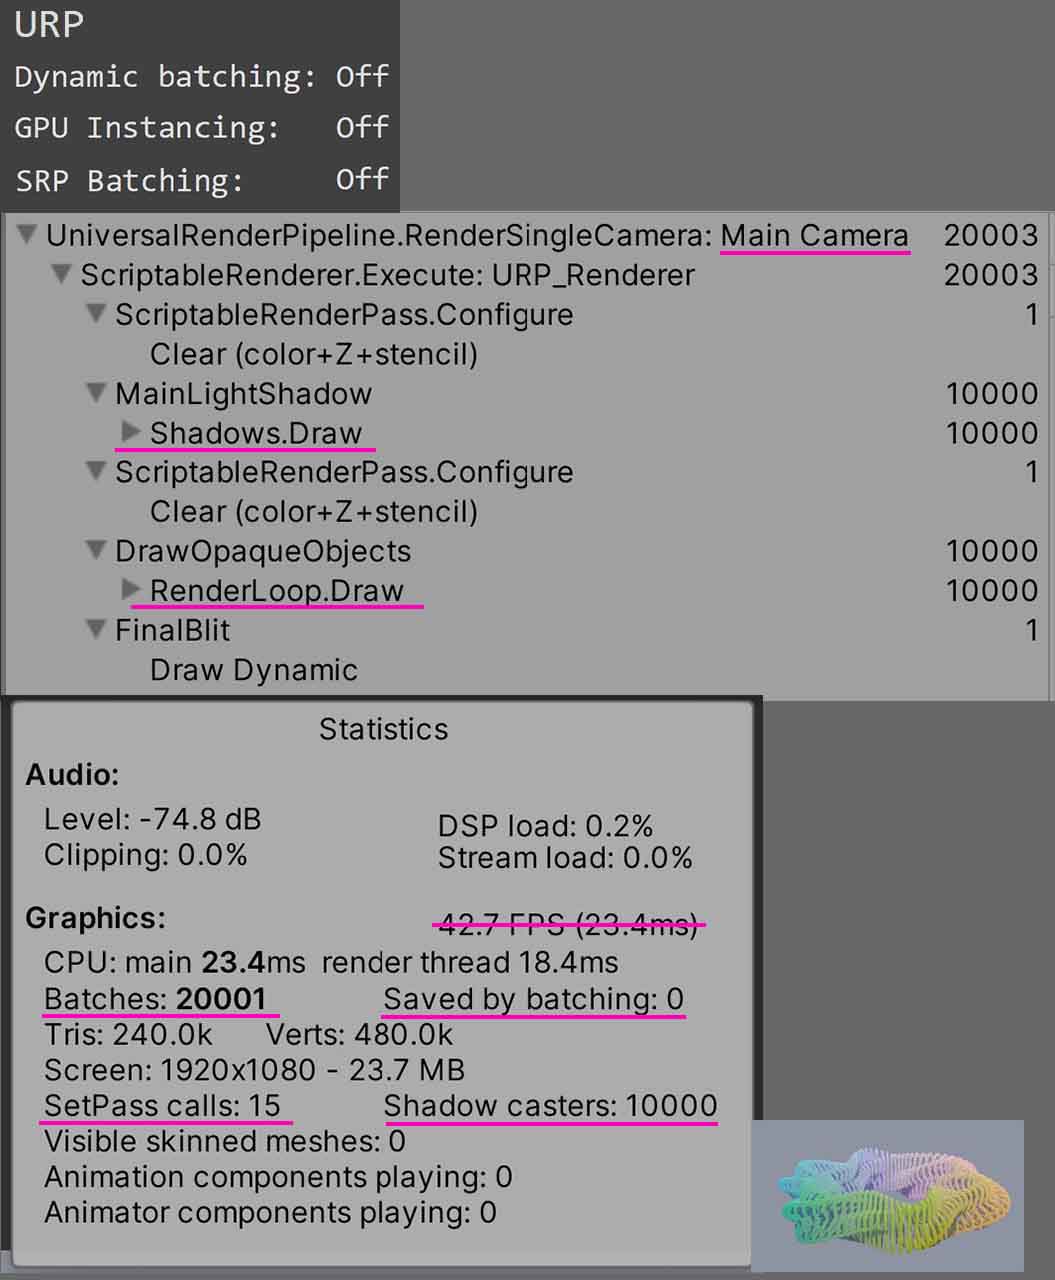 URP
Dynamic batching: Off
GPU Instancing: Off
SRP Batching: Off
UniversalRenderPipeline.RenderSingleCamera: Main Camera 20003
ScriptableRenderer.Execute: URP_Renderer 20003
ScriptableRenderPass.Configure 1
Clear (color+Z+stencil)
MainLightShadow 10000
Shadows.Draw 10000
ScriptableRenderPass.Configure 1
Clear (color+Z+stencil)
DrawOpaqueObjects 10000
RenderLoop.Draw 10000
FinalBlit 1
Draw Dynamic
Statistics
Audio:
Level: -74.8 dB DSP load: 0.2%
Clipping: 0.0% Stream load: 0.0%
Graphics: 42.7 FPS (23.4ms)
CPU: main 23.4ms render thread 18.4ms
Batches: 20001 Saved by batching: 0
Tris: 240.0k Verts: 480.0k
Screen: 1920x1080 - 23.7 MB
SetPass calls: 15 Shadow casters: 10000
Visible skinned meshes: 0
Animation components playing: 0
Animator components playing: 0